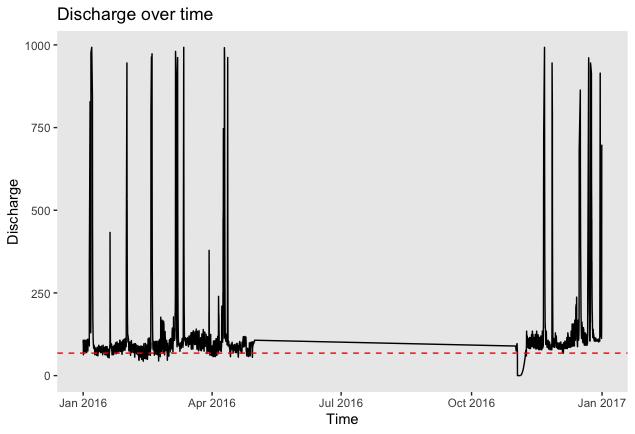 Discharge over time
1000
750
500
250
0
Discharge
Jan 2016
Apr 2016
Jul 2016
Oct 2016
Jan 2017
Time